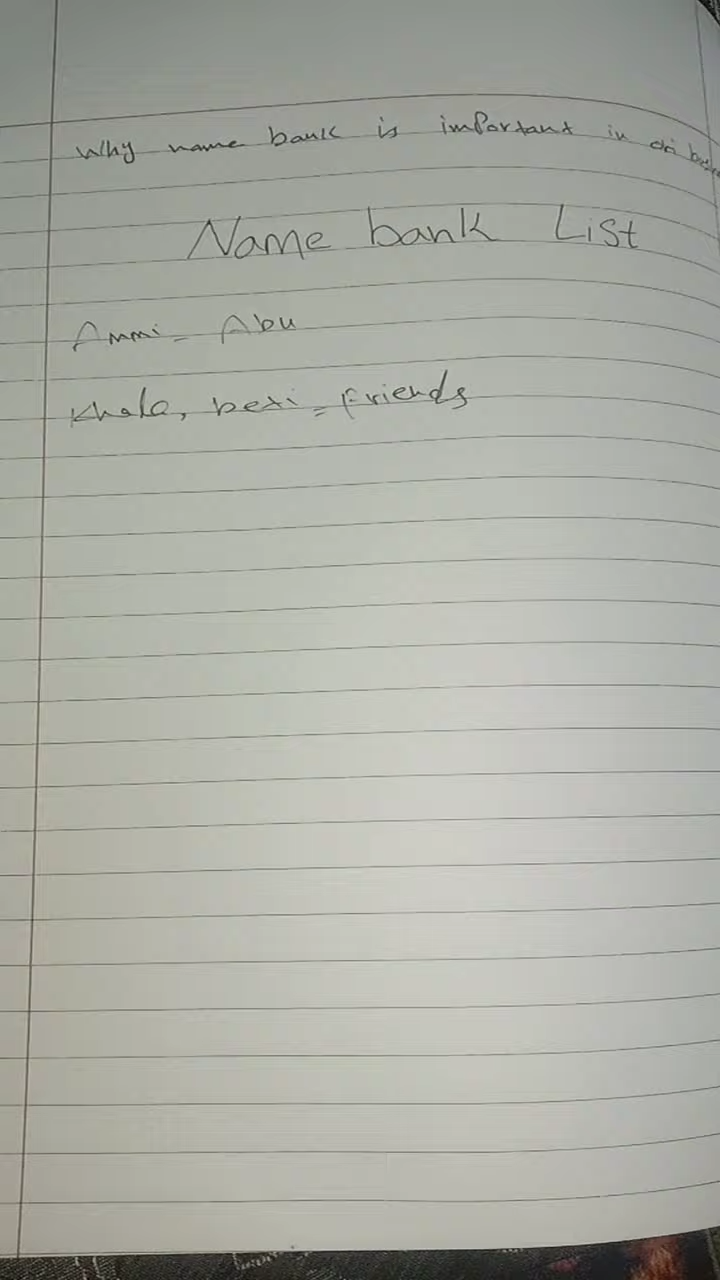 Why name bank is important in
Name bank List
Ammi - Abu
Khala, beti = friends